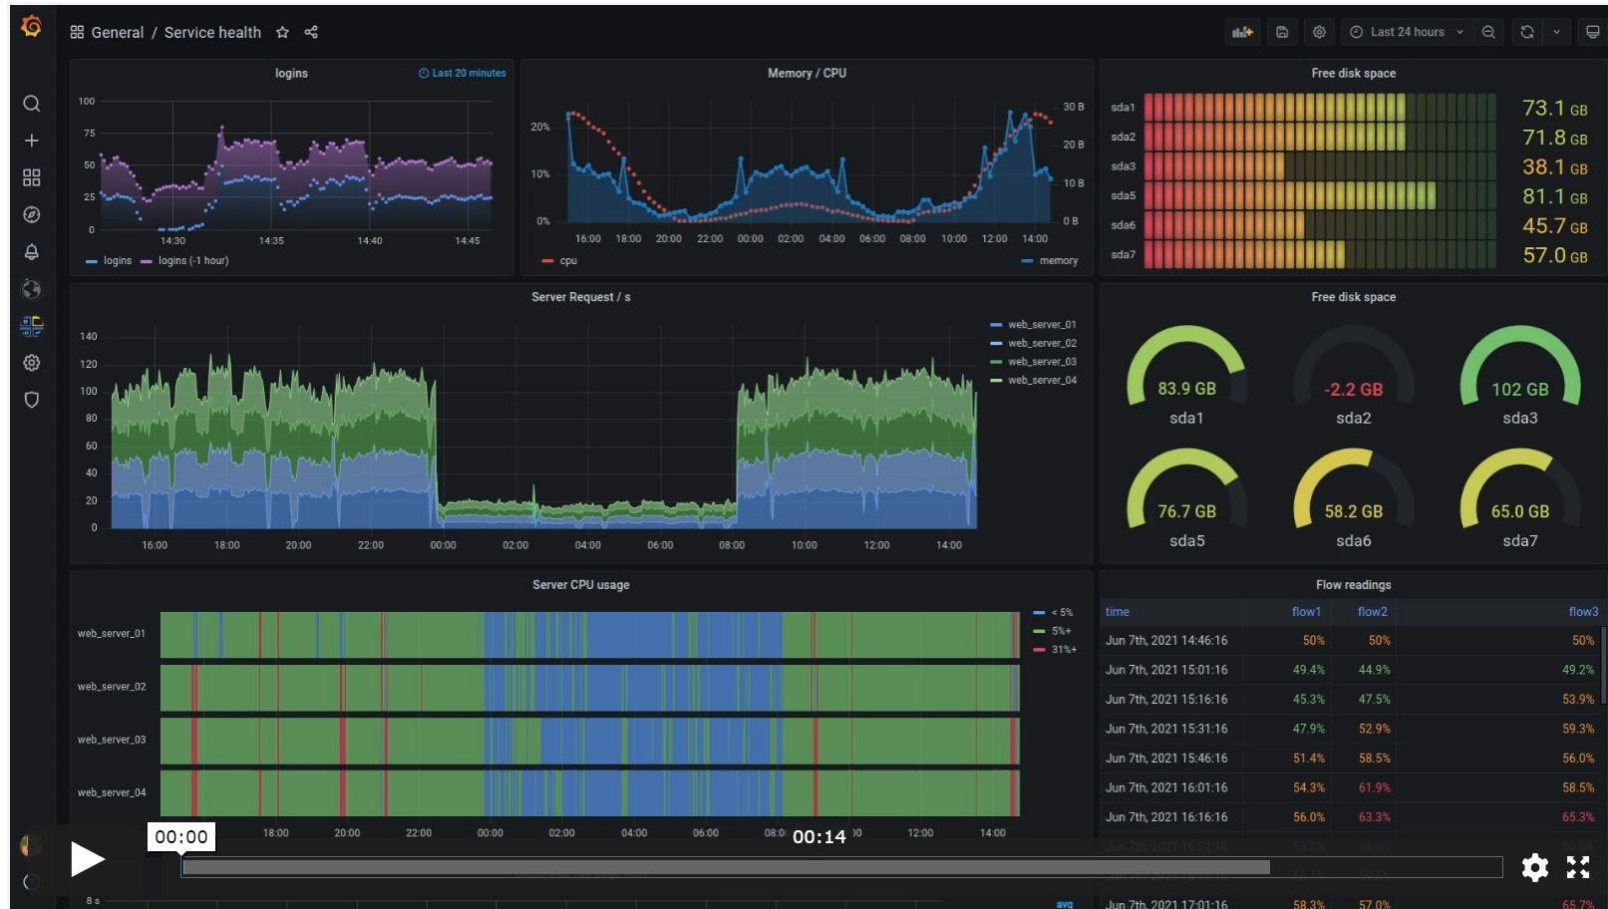 General / Service health
Last 24 hours
logins
Last 20 minutes
100
75
50
25
0
14:30 14:35 14:40 14:45
logins logins (-1 hour)
Memory / CPU
20%
10%
0%
30 B
20 B
10 B
0 B
16:00 18:00 20:00 22:00 00:00 02:00 04:00 06:00 08:00 10:00 12:00 14:00
cpu memory
Free disk space
sda1 73.1 GB
sda2 71.8 GB
sda3 38.1 GB
sda5 81.1 GB
sda6 45.7 GB
sda7 57.0 GB
Server Request / s
140
120
100
80
60
40
20
0
16:00 18:00 20:00 22:00 00:00 02:00 04:00 06:00 08:00 10:00 12:00 14:00
web_server_01
web_server_02
web_server_03
web_server_04
Free disk space
83.9 GB -2.2 GB 102 GB
sda1 sda2 sda3
76.7 GB 58.2 GB 65.0 GB
sda5 sda6 sda7
Server CPU usage
web_server_01
web_server_02
web_server_03
web_server_04
< 5%
5%+
31%+
18:00 20:00 22:00 00:00 02:00 04:00 06:00 12:00 14:00
Flow readings
time flow1 flow2 flow3
Jun 7th, 2021 14:46:16 50% 50% 50%
Jun 7th, 2021 15:01:16 49.4% 44.9% 49.2%
Jun 7th, 2021 15:16:16 45.3% 47.5% 53.9%
Jun 7th, 2021 15:31:16 47.9% 52.9% 59.3%
Jun 7th, 2021 15:46:16 51.4% 58.5% 56.0%
Jun 7th, 2021 16:01:16 54.3% 61.9% 58.5%
Jun 7th, 2021 16:16:16 56.0% 63.3% 65.3%
00:00 00:14
8 s
avg
Jun 7th, 2021 17:01:16 58.3% 57.0% 65.7%